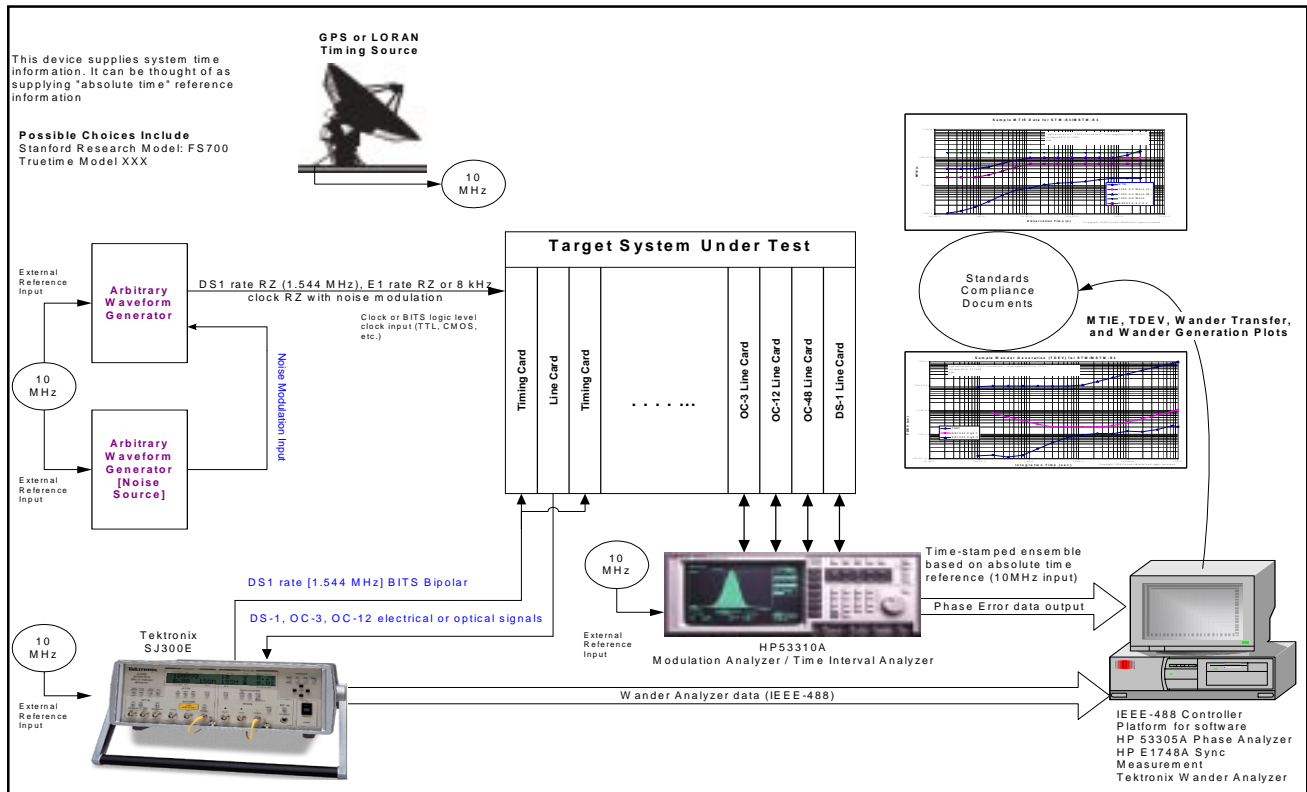 GPS or LORAN
Timing Source
This device supplies system time
information. It can be thought of as
supplying "absolute time" reference
information
Possible Choices Include
Stanford Research Model: FS700
Truetime Model XXX
10
MHz
External
Reference
Input
Arbitrary
Waveform
Generator
DS1 rate RZ (1.544 MHz), E1 rate RZ or 8 kHz
clock RZ with noise modulation
Clock or BITS logic level
clock input (TTL, CMOS,
etc.)
10
MHz
Noise Modulation Input
External
Reference
Input
Arbitrary
Waveform
Generator
[Noise
Source]
Target System Under Test
Timing Card
Line Card
Timing Card
. . . . ...
OC-3 Line Card
OC-12 Line Card
OC-48 Line Card
DS-1 Line Card
Standards
Compliance
Documents
MTIE, TDEV, Wander Transfer,
and Wander Generation Plots
DS1 rate [1.544 MHz] BITS Bipolar
DS-1, OC-3, OC-12 electrical or optical signals
10
MHz
External
Reference
Input
Tektronix
SJ300E
Tektronix
10
MHz
External
Reference
Input
HP53310A
Modulation Analyzer / Time Interval Analyzer
Time-stamped ensemble
based on absolute time
reference (10MHz input)
Phase Error data output
Wander Analyzer data (IEEE-488)
IEEE-488 Controller
Platform for software
HP 53305A Phase Analyzer
HP E1748A Sync
Measurement
Tektronix Wander Analyzer